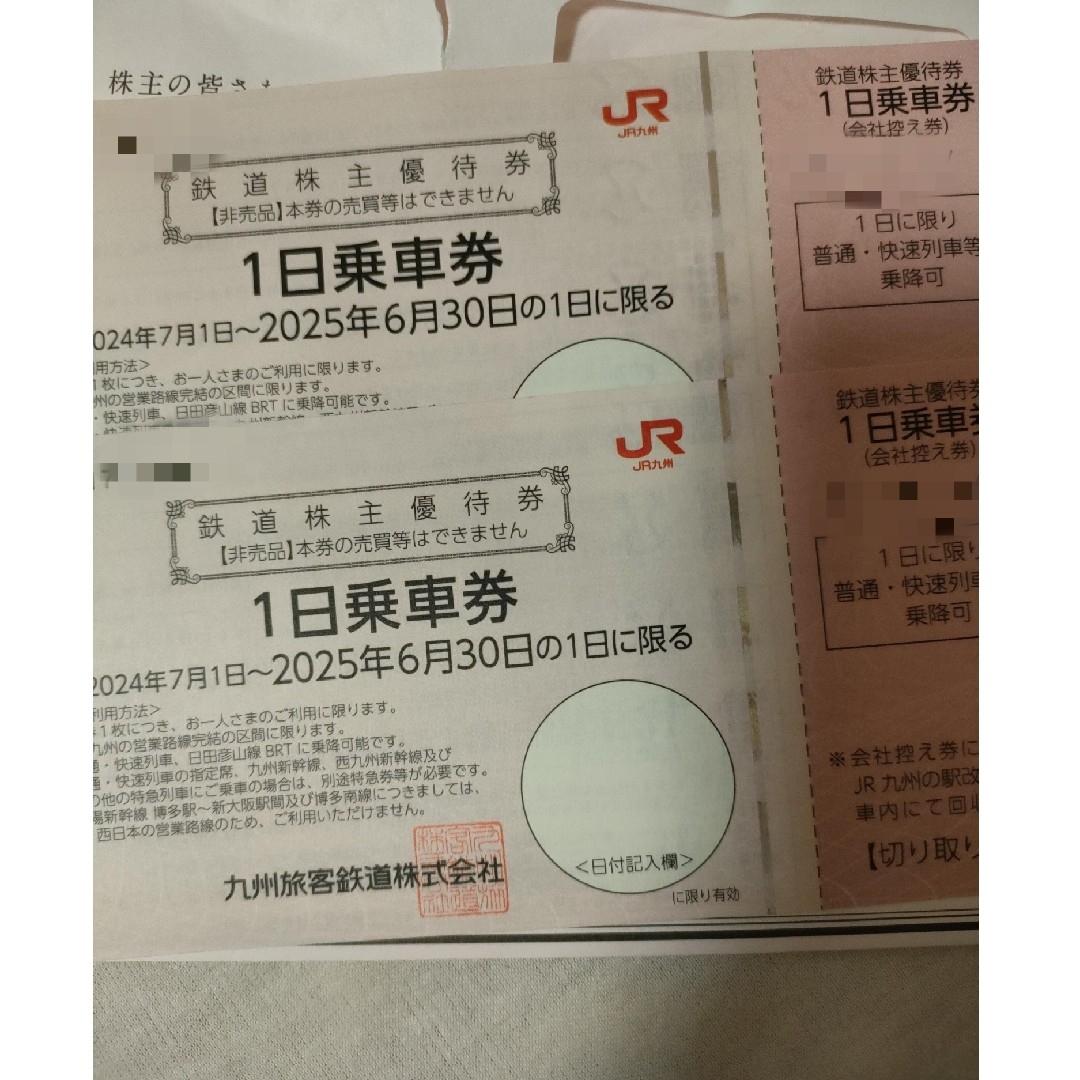 株主の皆さ
JR
JR九州
鉄道株主優待券
【非売品】本券の売買等はできません
1日乗車券
2024年7月1日～2025年6月30日の1日に限る
用方法＞
1枚につき、お一人さまのご利用に限ります。
州の営業路線完結の区間に限ります。
・快速列車、日田彦山線BRTに乗降可能です。
鉄道株主優待券
1日乗車券
(会社控え券)
1日に限り
普通・快速列車等
乗降可
JR
JR九州
鉄道株主優待券
【非売品】本券の売買等はできません
1日乗車券
2024年7月1日～2025年6月30日の1日に限る
利用方法＞
1枚につき、お一人さまのご利用に限ります。
九州の営業路線完結の区間に限ります。
通・快速列車、日田彦山線BRTに乗降可能です。
通・快速列車の指定席、九州新幹線、西九州新幹線及び
の他の特急列車にご乗車の場合は、別途特急券等が必要です。
陽新幹線 博多駅～新大阪駅間及び博多南線につきましては、
西日本の営業路線のため、ご利用いただけません。
九州旅客鉄道株式会社
＜日付記入欄＞
に限り有効
鉄道株主優待券
1日乗車券
(会社控え券)
1日に限り
普通・快速列車
乗降可
※会社控え券に
JR九州の駅改
車内にて回収
【切り取り